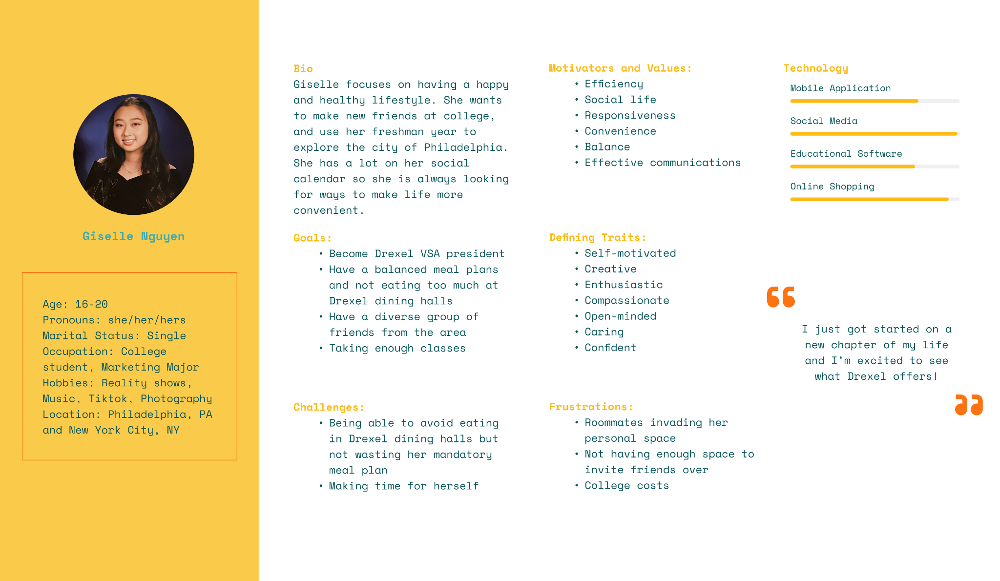 Giselle Nguyen
Age: 16-20
Pronouns: she/her/hers
Marital Status: Single
Occupation: College
student, Marketing Major
Hobbies: Reality shows,
Music, Tiktok, Photography
Location: Philadelphia, PA
and New York City, NY
Bio
Giselle focuses on having a happy
and healthy lifestyle. She wants
to make new friends at college,
and use her freshman year to
explore the city of Philadelphia.
She has a lot on her social
calendar so she is always looking
for ways to make life more
convenient.
Goals:
• Become Drexel VSA president
• Have a balanced meal plans
and not eating too much at
Drexel dining halls
• Have a diverse group of
friends from the area
• Taking enough classes
Challenges:
• Being able to avoid eating
in Drexel dining halls but
not wasting her mandatory
meal plan
• Making time for herself
Motivators and Values:
• Efficiency
• Social life
• Responsiveness
• Convenience
• Balance
• Effective communications
Defining Traits:
• Self-motivated
• Creative
• Enthusiastic
• Compassionate
• Open-minded
• Caring
• Confident
Frustrations:
• Roommates invading her
personal space
• Not having enough space to
invite friends over
• College costs
Technology
Mobile Application
Social Media
Educational Software
Online Shopping
“
I just got started on a
new chapter of my life
and I’m excited to see
what Drexel offers!
”